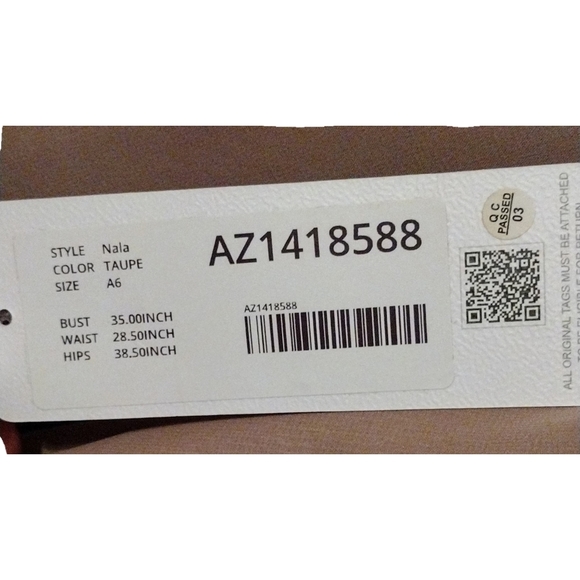 STYLE Nala
COLOR TAUPE
SIZE A6
BUST 35.00INCH
WAIST 28.50INCH
HIPS 38.50INCH
AZ1418588
AZ1418588
QC
PASSED
03
ALL ORIGINAL TAGS MUST BE ATTACHED